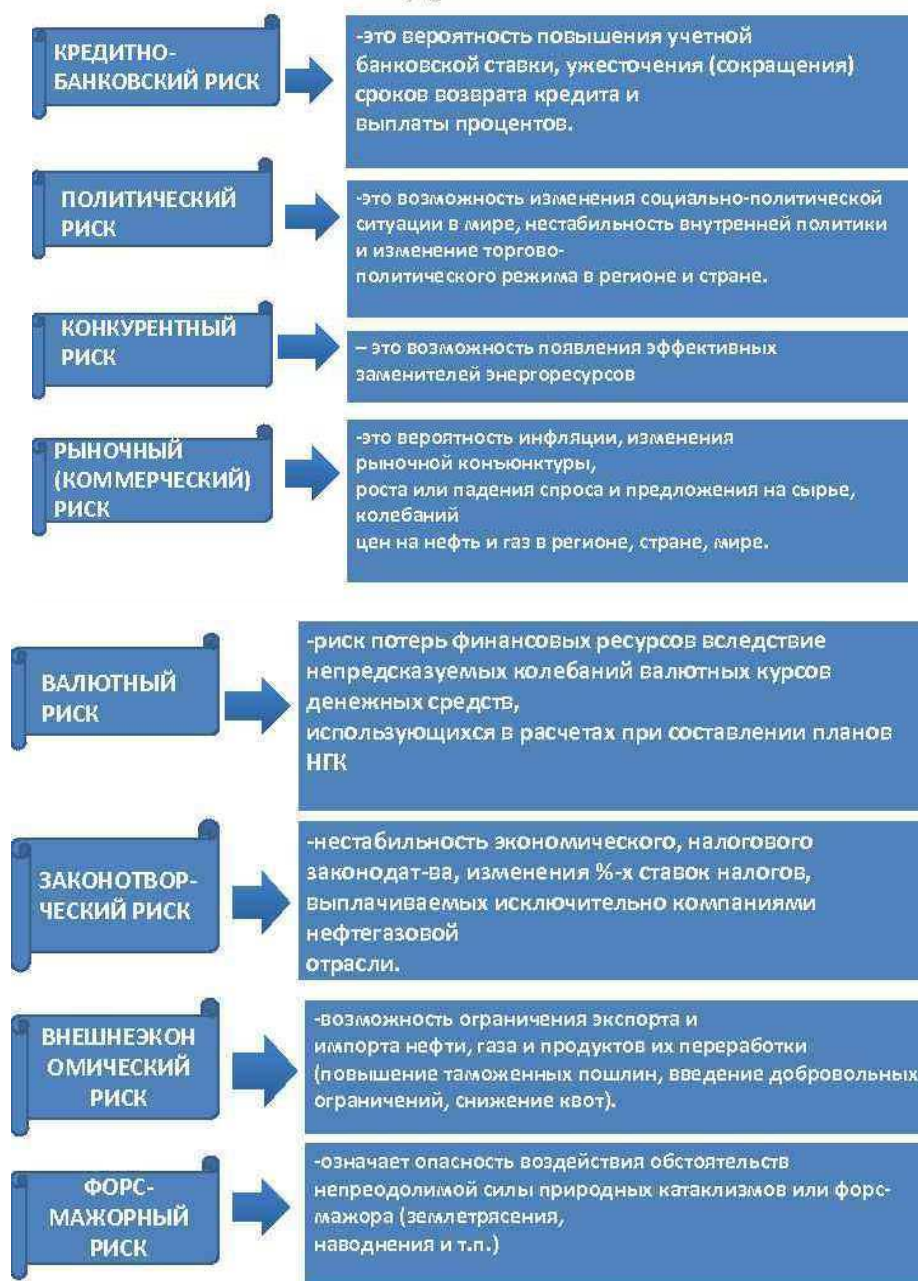 КРЕДИТНО-
БАНКОВСКИЙ РИСК
-это вероятность повышения учетной
банковской ставки, ужесточения (сокращения)
сроков возврата кредита и
выплаты процентов.
ПОЛИТИЧЕСКИЙ
РИСК
-это возможность изменения социально-политической
ситуации в мире, нестабильность внутренней политики
и изменение торгово-
политического режима в регионе и стране.
КОНКУРЕНТНЫЙ
РИСК
– это возможность появления эффективных
заменителей энергоресурсов
РЫНОЧНЫЙ
(КОММЕРЧЕСКИЙ)
РИСК
-это вероятность инфляции, изменения
рыночной конъюнктуры,
роста или падения спроса и предложения на сырье,
колебаний
цен на нефть и газ в регионе, стране, мире.
ВАЛЮТНЫЙ
РИСК
-риск потерь финансовых ресурсов вследствие
непредсказуемых колебаний валютных курсов
денежных средств,
использующихся в расчетах при составлении планов
НГК
ЗАКОНОТВОР-
ЧЕСКИЙ РИСК
-нестабильность экономического, налогового
законодат-ва, изменения %-х ставок налогов,
выплачиваемых исключительно компаниями
нефтегазовой
отрасли.
ВНЕШНЕЭКОН
ОМИЧЕСКИЙ
РИСК
-возможность ограничения экспорта и
импорта нефти, газа и продуктов их переработки
(повышение таможенных пошлин, введение добровольных
ограничений, снижение квот).
ФОРС-
МАЖОРНЫЙ
РИСК
-означает опасность воздействия обстоятельств
непреодолимой силы природных катаклизмов или форс-
мажора (землетрясения,
наводнения и т.п.)